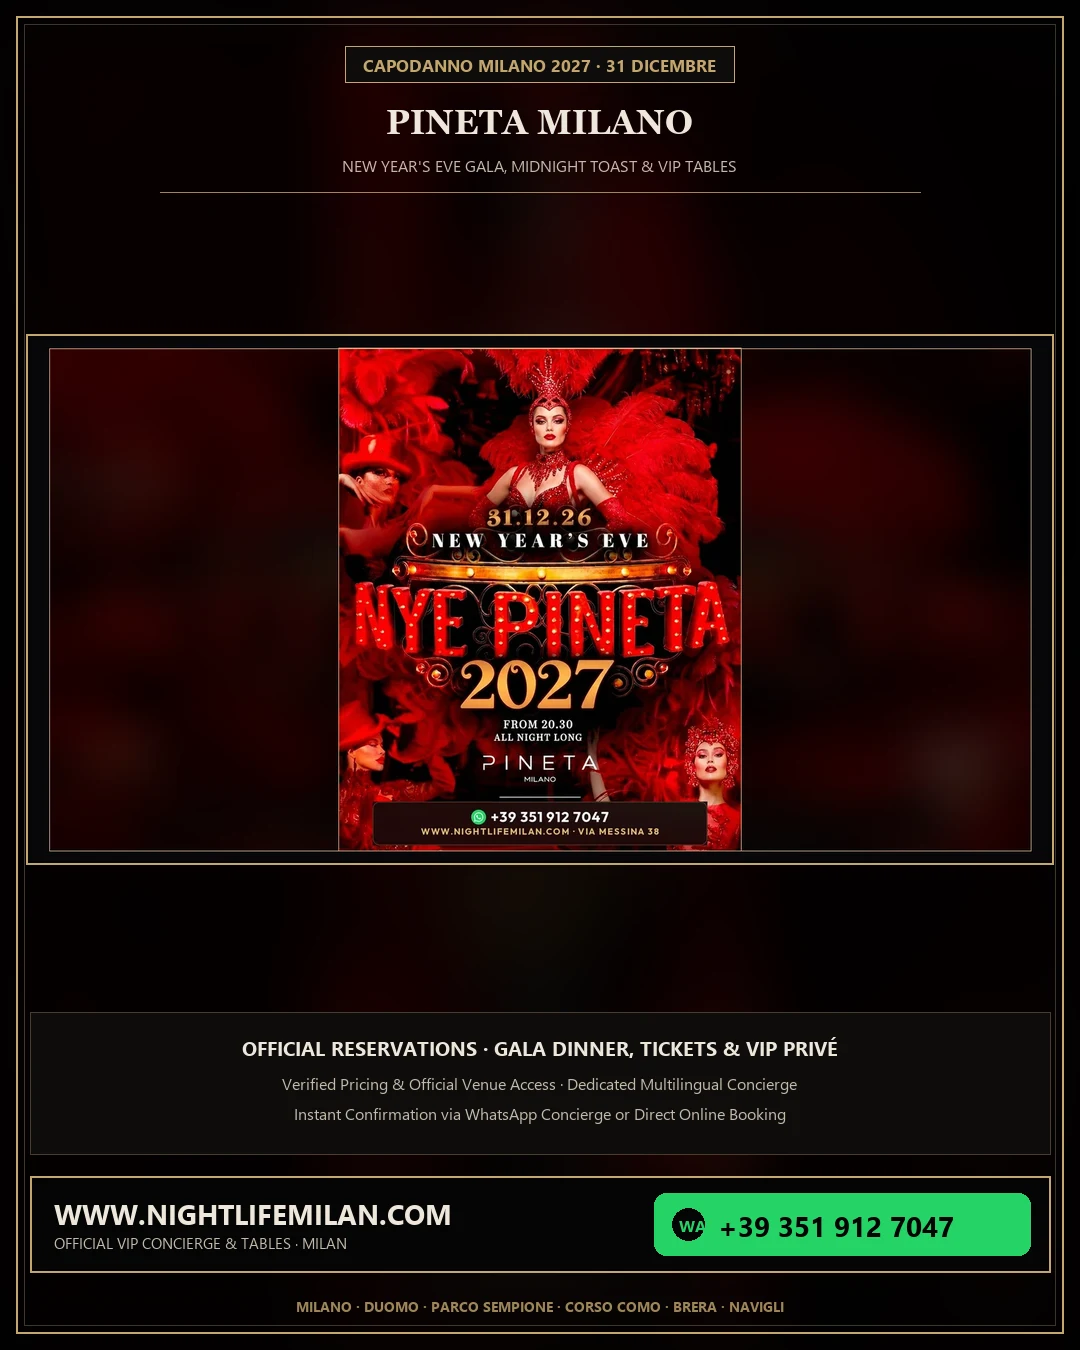 CAPODANNO MILANO 2027 · 31 DICEMBRE
PINETA MILANO
NEW YEAR'S EVE GALA, MIDNIGHT TOAST & VIP TABLES
31.12.26
NEW YEAR'S EVE
NYE PINETA
2027
FROM 20.30
ALL NIGHT LONG
PINETA
MILANO
+39 351 912 7047
WWW.NIGHTLIFEMILAN.COM · VIA MESSINA 38
OFFICIAL RESERVATIONS · GALA DINNER, TICKETS & VIP PRIVÉ
Verified Pricing & Official Venue Access · Dedicated Multilingual Concierge
Instant Confirmation via WhatsApp Concierge or Direct Online Booking
WWW.NIGHTLIFEMILAN.COM
OFFICIAL VIP CONCIERGE & TABLES · MILAN
WA +39 351 912 7047
MILANO · DUOMO · PARCO SEMPIONE · CORSO COMO · BRERA · NAVIGLI